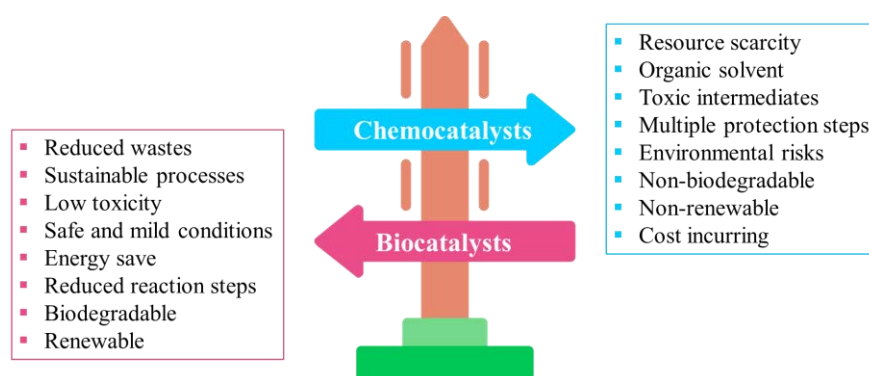 Chemocatalysts
Biocatalysts
Reduced wastes
Sustainable processes
Low toxicity
Safe and mild conditions
Energy save
Reduced reaction steps
Biodegradable
Renewable
Resource scarcity
Organic solvent
Toxic intermediates
Multiple protection steps
Environmental risks
Non-biodegradable
Non-renewable
Cost incurring